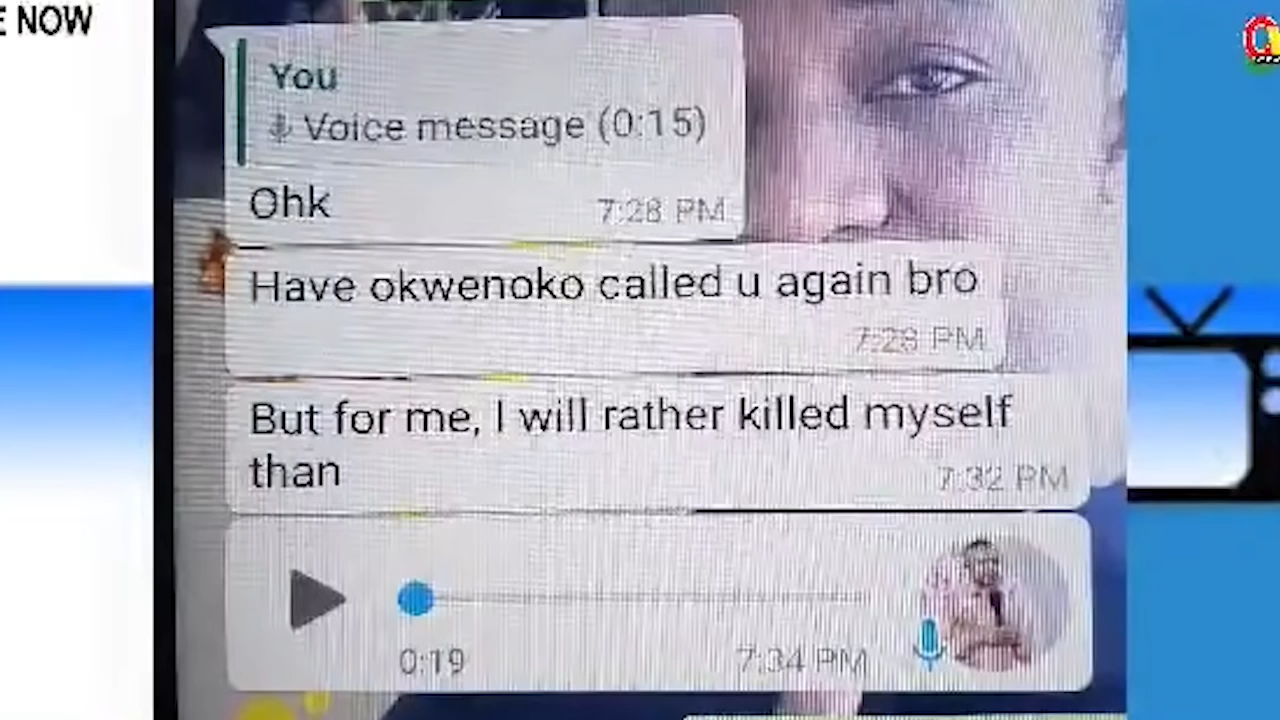 E NOW
You
Voice message (0:15)
Ohk
7:28 PM
Have okwenoko called u again bro
7:28 PM
But for me, I will rather killed myself
than
7:32 PM
0:19
7:34 PM